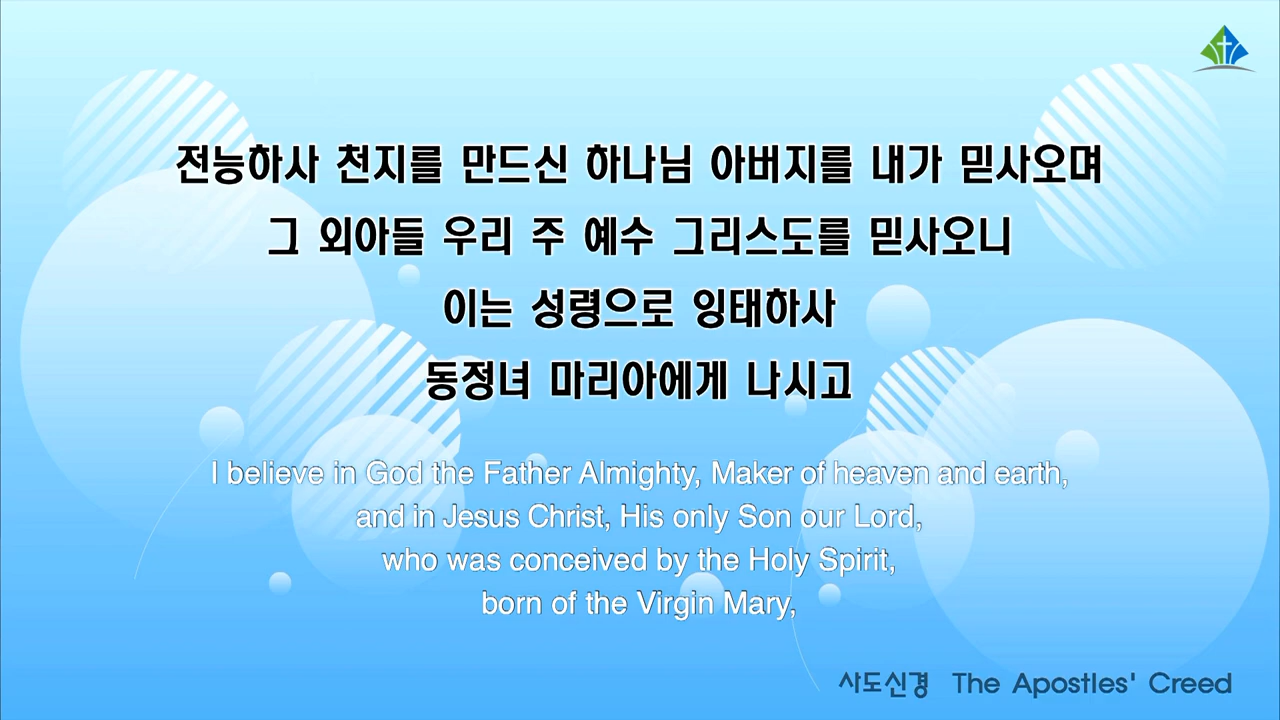 전능하사 천지를 만드신 하나님 아버지를 내가 믿사오며
그 외아들 우리 주 예수 그리스도를 믿사오니
이는 성령으로 잉태하사
동정녀 마리아에게 나시고
I believe in God the Father Almighty, Maker of heaven and earth,
and in Jesus Christ, His only Son our Lord,
who was conceived by the Holy Spirit,
born of the Virgin Mary,
사도신경 The Apostles' Creed